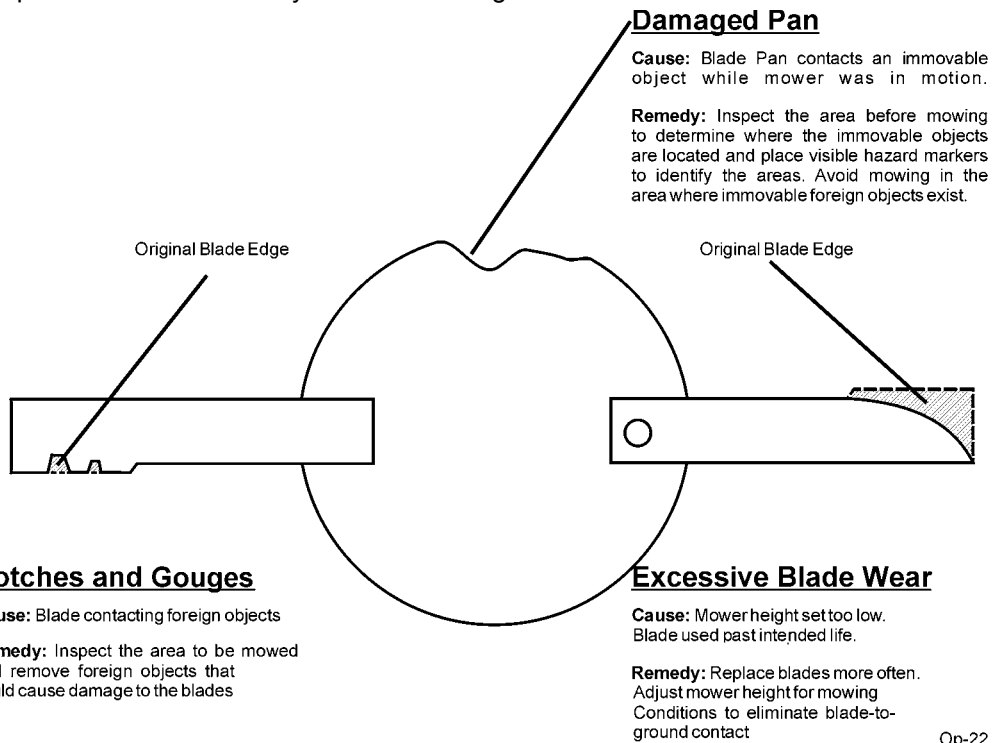 Damaged Pan
Cause: Blade Pan contacts an immovable
object while mower was in motion.
Remedy: Inspect the area before mowing
to determine where the immovable objects
are located and place visible hazard markers
to identify the areas. Avoid mowing in the
area where immovable foreign objects exist.
Original Blade Edge
Original Blade Edge
and Gouges
Blade contacting foreign objects
Inspect the area to be mowed
remove foreign objects that
cause damage to the blades
Excessive Blade Wear
Cause: Mower height set too low.
Blade used past intended life.
Remedy: Replace blades more often.
Adjust mower height for mowing
Conditions to eliminate blade-to-
ground contact
Op-22